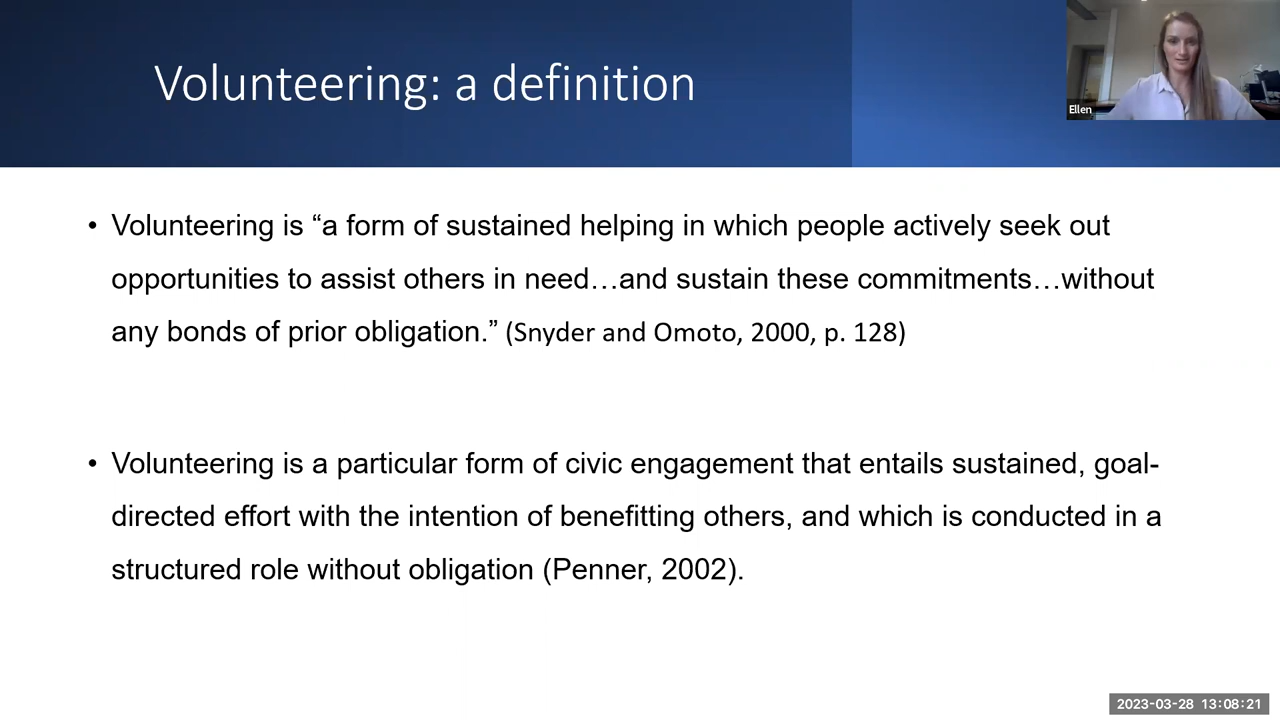 Volunteering: a definition
Ellen
• Volunteering is “a form of sustained helping in which people actively seek out
opportunities to assist others in need…and sustain these commitments…without
any bonds of prior obligation.” (Snyder and Omoto, 2000, p. 128)
• Volunteering is a particular form of civic engagement that entails sustained, goal-
directed effort with the intention of benefitting others, and which is conducted in a
structured role without obligation (Penner, 2002).
2023-03-28 13:08:21